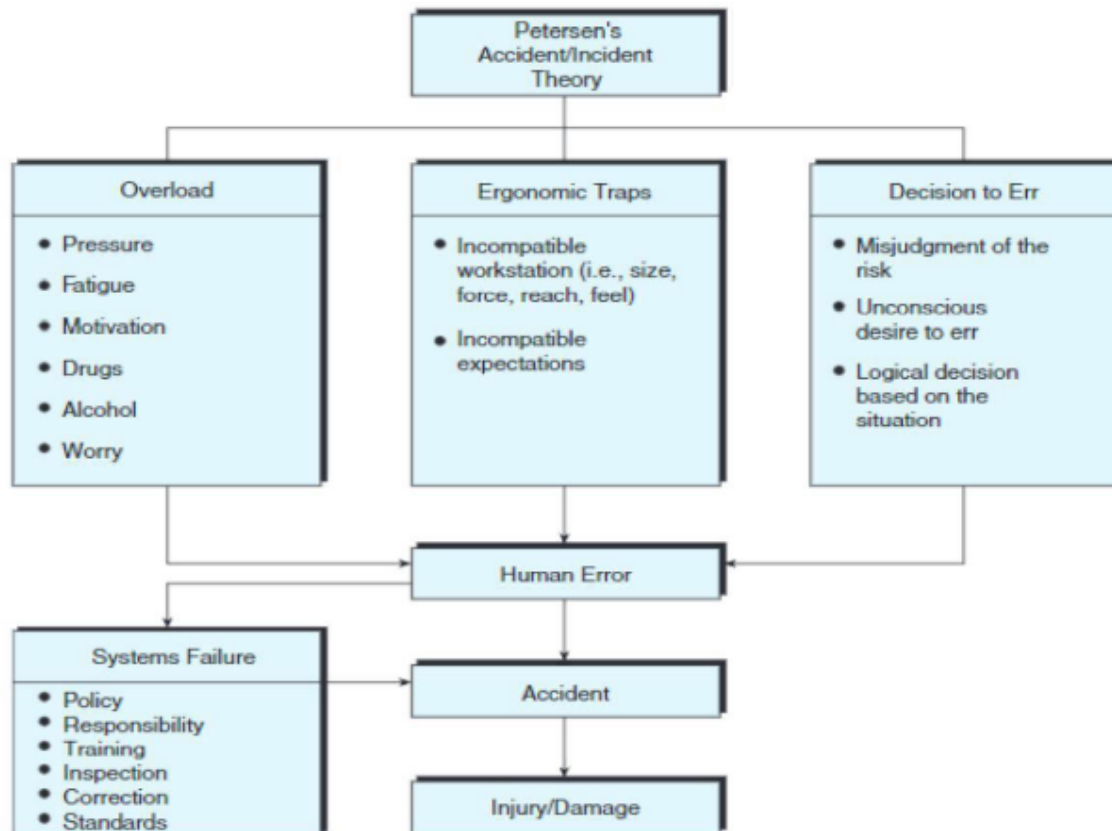 Petersen's
Accident/Incident
Theory
Overload
• Pressure
• Fatigue
• Motivation
• Drugs
• Alcohol
• Worry
Ergonomic Traps
• Incompatible
workstation (i.e., size,
force, reach, feel)
• Incompatible
expectations
Decision to Err
• Misjudgment of the
risk
• Unconscious
desire to err
• Logical decision
based on the
situation
Human Error
Systems Failure
• Policy
• Responsibility
• Training
• Inspection
• Correction
• Standards
Accident
Injury/Damage